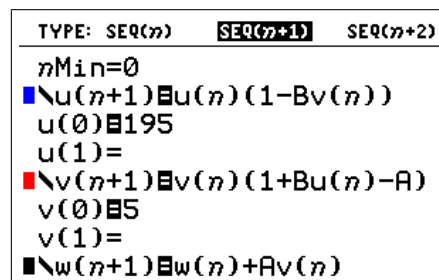 TYPE: SEQ(n) SEQ(n+1) SEQ(n+2)
nMin=0
\u(n+1)=u(n)(1-Bv(n))
u(0)=195
u(1)=
\v(n+1)=v(n)(1+Bu(n)-A)
v(0)=5
v(1)=
\w(n+1)=w(n)+Av(n)